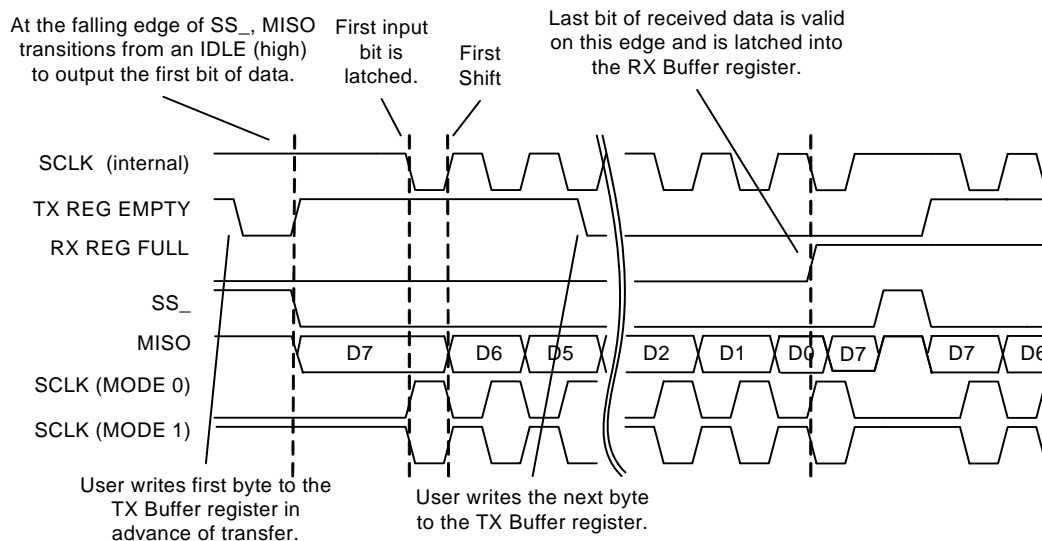 At the falling edge of SS_, MISO
transitions from an IDLE (high)
to output the first bit of data.
First input
bit is
latched.
First
Shift
Last bit of received data is valid
on this edge and is latched into
the RX Buffer register.
SCLK (internal)
TX REG EMPTY
RX REG FULL
SS_
MISO
D7
D6
D5
D2
D1
D0
D7
D7
D6
SCLK (MODE 0)
SCLK (MODE 1)
User writes first byte to the
TX Buffer register in
advance of transfer.
User writes the next byte
to the TX Buffer register.